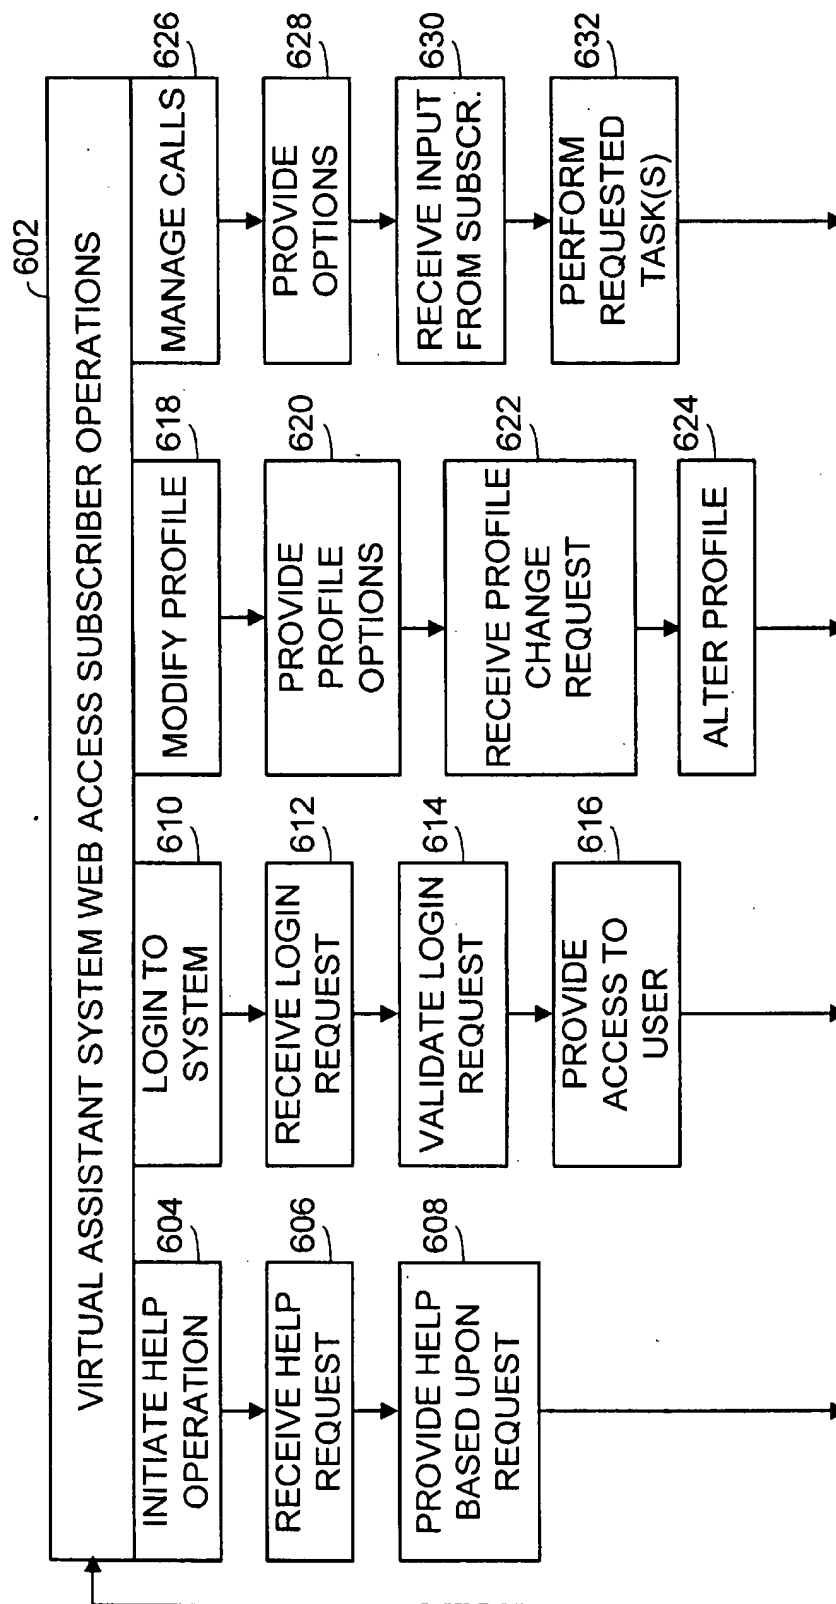 602
VIRTUAL ASSISTANT SYSTEM WEB ACCESS SUBSCRIBER OPERATIONS
604
INITIATE HELP
OPERATION
606
RECEIVE HELP
REQUEST
608
PROVIDE HELP
BASED UPON
REQUEST
610
LOGIN TO
SYSTEM
612
RECEIVE LOGIN
REQUEST
614
VALIDATE LOGIN
REQUEST
616
PROVIDE
ACCESS TO
USER
618
MODIFY PROFILE
620
PROVIDE
PROFILE
OPTIONS
622
RECEIVE PROFILE
CHANGE
REQUEST
624
ALTER PROFILE
626
MANAGE CALLS
628
PROVIDE
OPTIONS
630
RECEIVE INPUT
FROM SUBSCR.
632
PERFORM
REQUESTED
TASK(S)